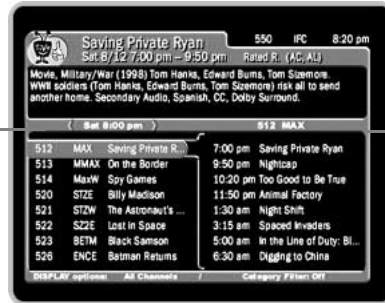 Saving Private Ryan 550 IFC 8:20 pm
Sat 8/12 7:00 pm – 9:50 pm Rated R. (AC, AL)
Movie, Military/War (1998) Tom Hanks, Edward Burns, Tom Sizemore.
WWII soldiers (Tom Hanks, Edward Burns, Tom Sizemore) risk all to send
another home. Secondary Audio, Spanish, CC, Dolby Surround.
Sat 8:00 pm 512 MAX
512 MAX Saving Private R... 7:00 pm Saving Private Ryan
513 MMAX On the Border 9:50 pm Nightcap
514 MaxW Spy Games 10:20 pm Too Good to Be True
520 STZE Billy Madison 11:50 pm Animal Factory
521 STZW The Astronaut's ... 1:30 am Night Shift
522 SZ2E Lost in Space 3:15 am Spaced Invaders
523 BETM Black Samson 5:00 am In the Line of Duty: Bl...
526 ENCE Batman Returns 6:30 am Digging to China
DISPLAY options: All Channels / Category Filter: Off